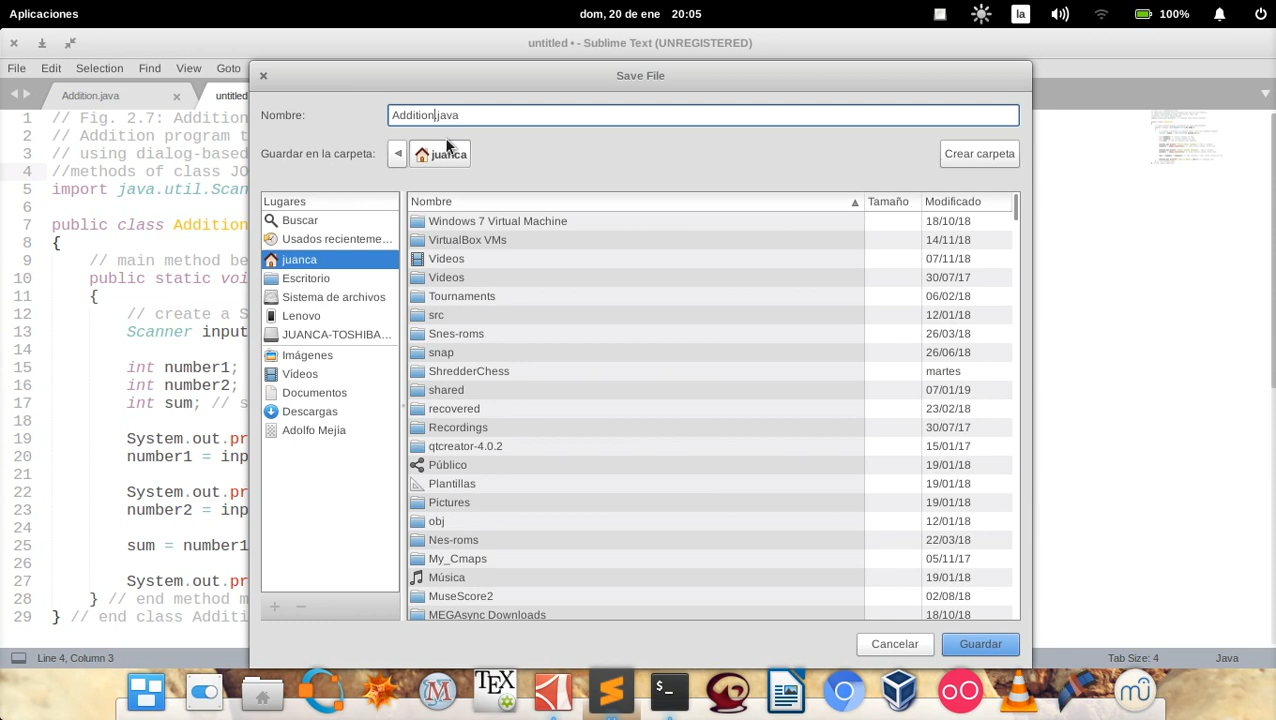 Aplicaciones
dom, 20 de ene 20:05
la
100%
untitled • - Sublime Text (UNREGISTERED)
File Edit Selection Find View Goto
Addition.java
untitled
Save File
Nombre: Addition.java
Guardar en la carpeta: juanca
Crear carpeta
Lugares
Buscar
Usados recienteme...
juanca
Escritorio
Sistema de archivos
Lenovo
JUANCA-TOSHIBA...
Imágenes
Videos
Documentos
Descargas
Adolfo Mejía
Nombre Tamaño Modificado
Windows 7 Virtual Machine 18/10/18
VirtualBox VMs 14/11/18
Videos 07/11/18
Videos 30/07/17
Tournaments 06/02/18
src 12/01/18
Snes-roms 26/03/18
snap 26/06/18
ShredderChess martes
shared 07/01/19
recovered 23/02/18
Recordings 30/07/17
qtcreator-4.0.2 15/01/17
Público 19/01/18
Plantillas 19/01/18
Pictures 19/01/18
obj 12/01/18
Nes-roms 22/03/18
My_Cmaps 05/11/17
Música 19/01/18
MuseScore2 02/08/18
MEGAsync Downloads 18/10/18
Cancelar Guardar
1 // Fig. 2.7: Addition
2 // Addition program t
3 // using dialog-based
4 //methods of class J
5 import java.util.Scan
6
7 public class Addition
8 {
9 // main method be
10 public static voi
11 {
12 // create a S
13 Scanner input
14
15 int number1;
16 int number2;
17 int sum; // s
18
19 System.out.pr
20 number1 = inp
21
22 System.out.pr
23 number2 = inp
24
25 sum = number1
26
27 System.out.pr
28 } // end method m
29 } // end class Additi
Line 4, Column 3
Tab Size: 4
Java
TEX